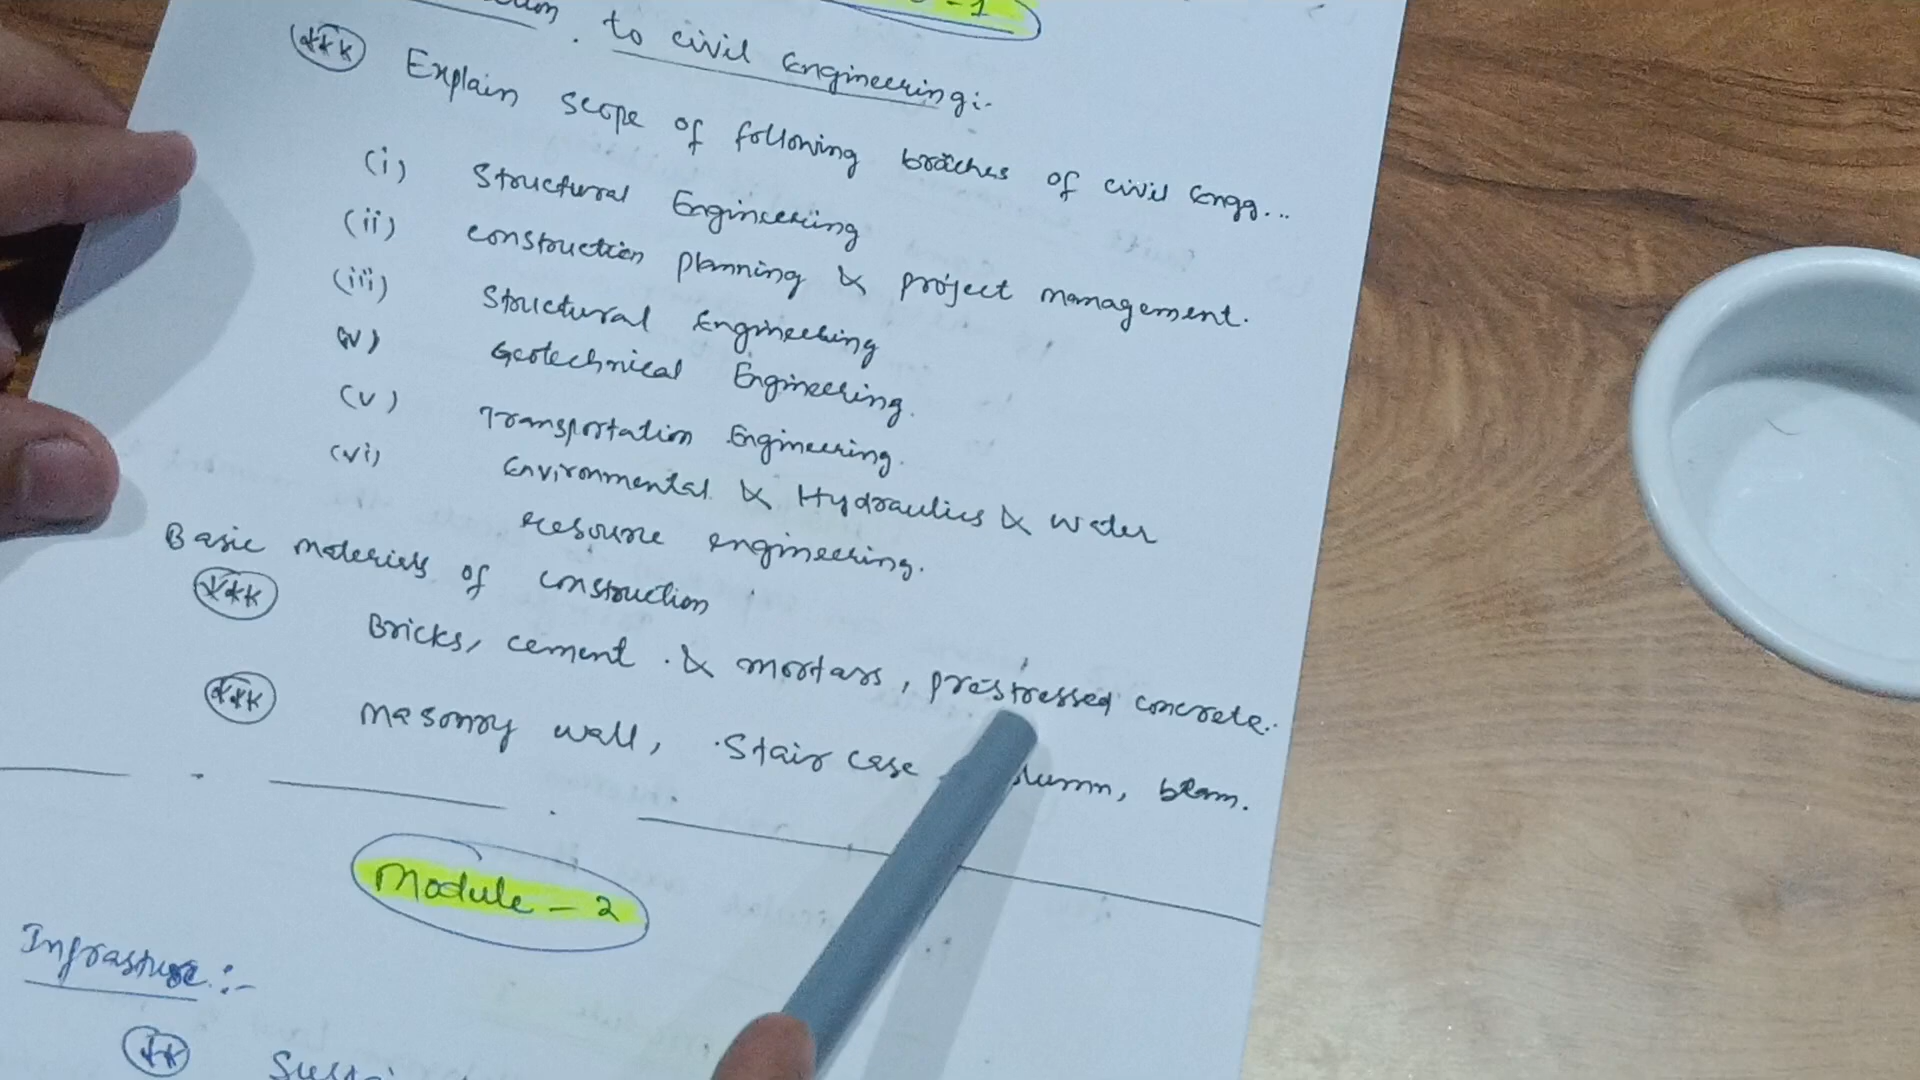 - 1
to civil Engineering:-
*** Explain scope of following braches of civil Engg...
(i) Structural Engineering
(ii) construction planning & project management.
(iii) Structural Engineering
(iv) Geotechnical Engineering.
(v) Transportation Engineering.
(vi) Environmental & Hydraulics & Water
resource engineering.
Basic materials of construction
*** Bricks, cement & mortars, prestressed concrete.
*** Masonry wall, Stair case beam.
Module - 2
:-
**